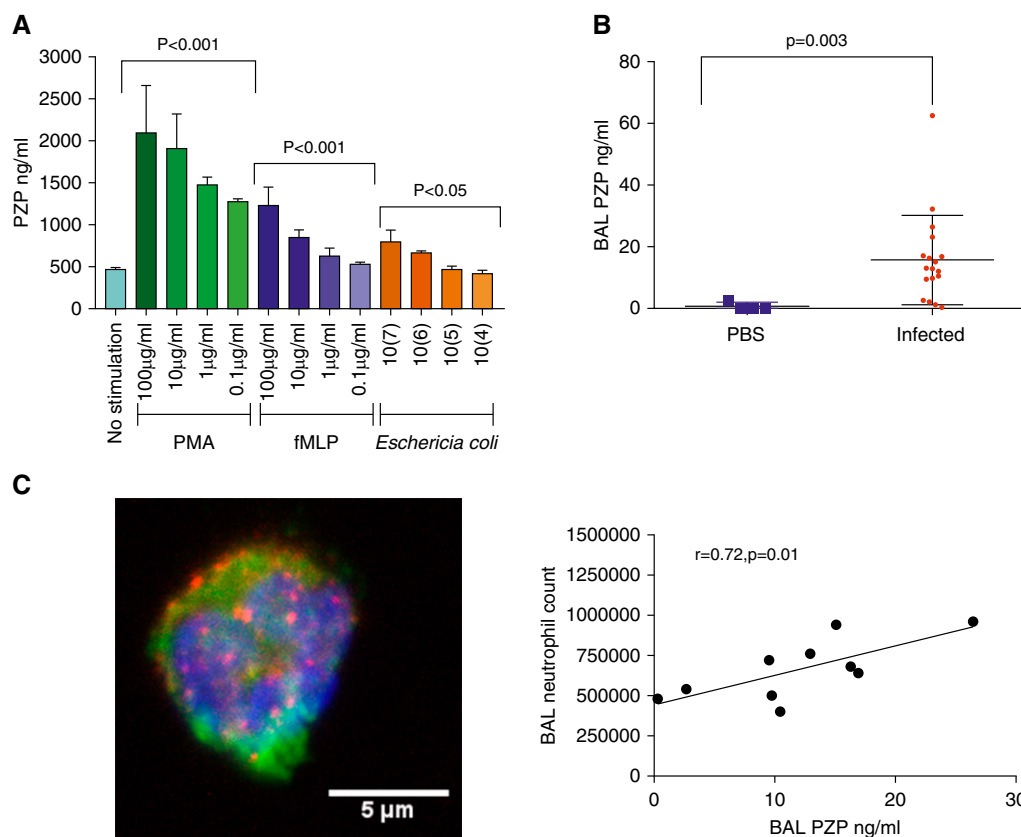 A
P<0.001
P<0.001
P<0.05
PZP ng/ml
3000
2500
2000
1500
1000
500
0
No stimulation
100μg/ml
10μg/ml
1μg/ml
0.1μg/ml
100μg/ml
10μg/ml
1μg/ml
0.1μg/ml
10(7)
10(6)
10(5)
10(4)
PMA
fMLP
Eschericia coli
B
p=0.003
BAL PZP ng/ml
80
60
40
20
0
PBS
Infected
C
5 μm
r=0.72,p=0.01
BAL neutrophil count
1500000
1250000
1000000
750000
500000
250000
0
0
10
20
30
BAL PZP ng/ml